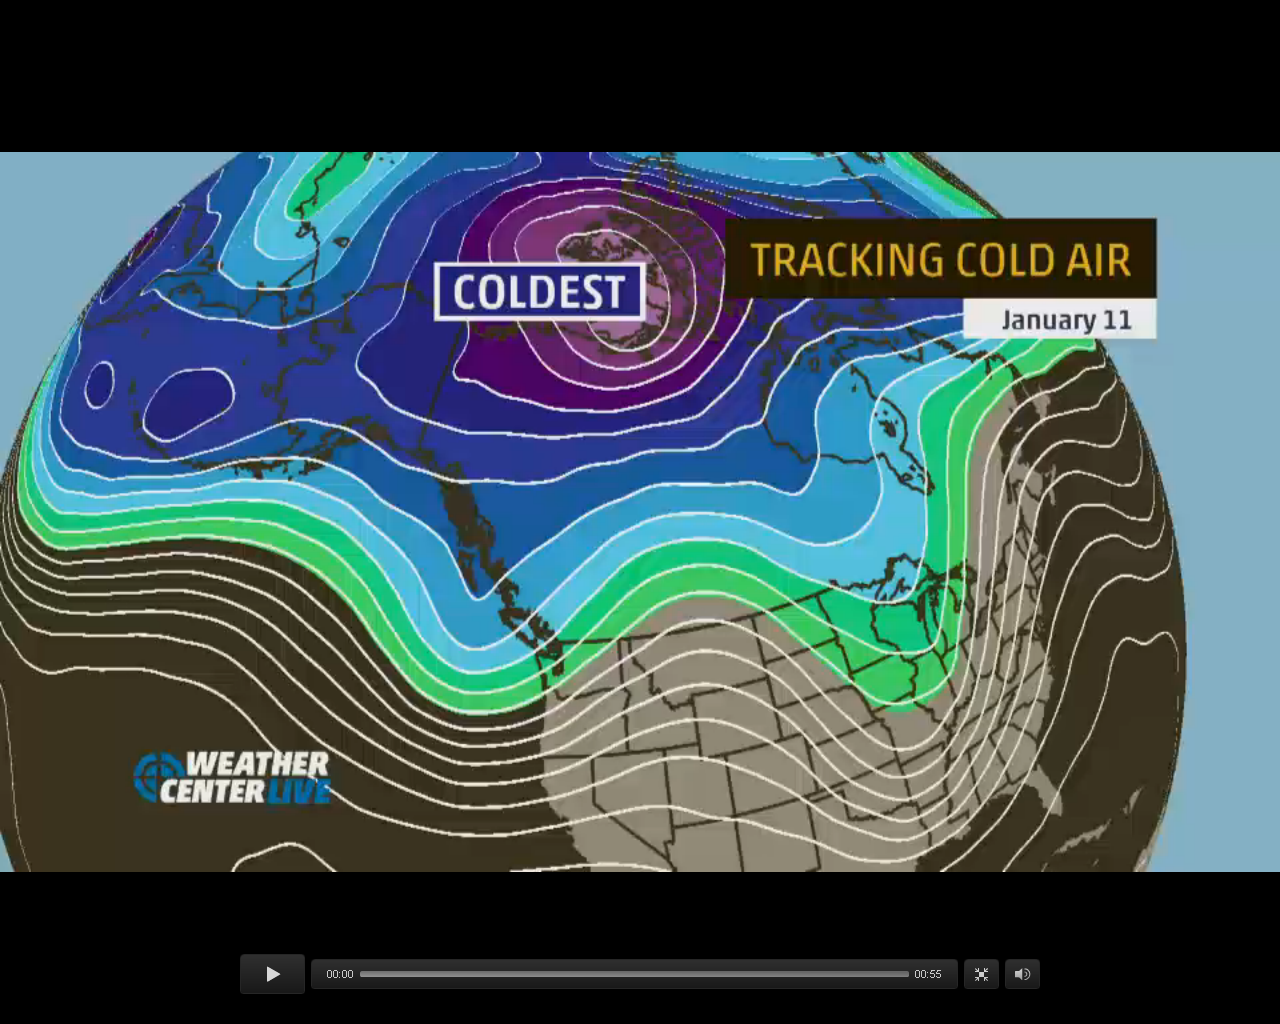 TRACKING COLD AIR
COLDEST
January 11
WEATHER
CENTER LIVE
00:00
00:55